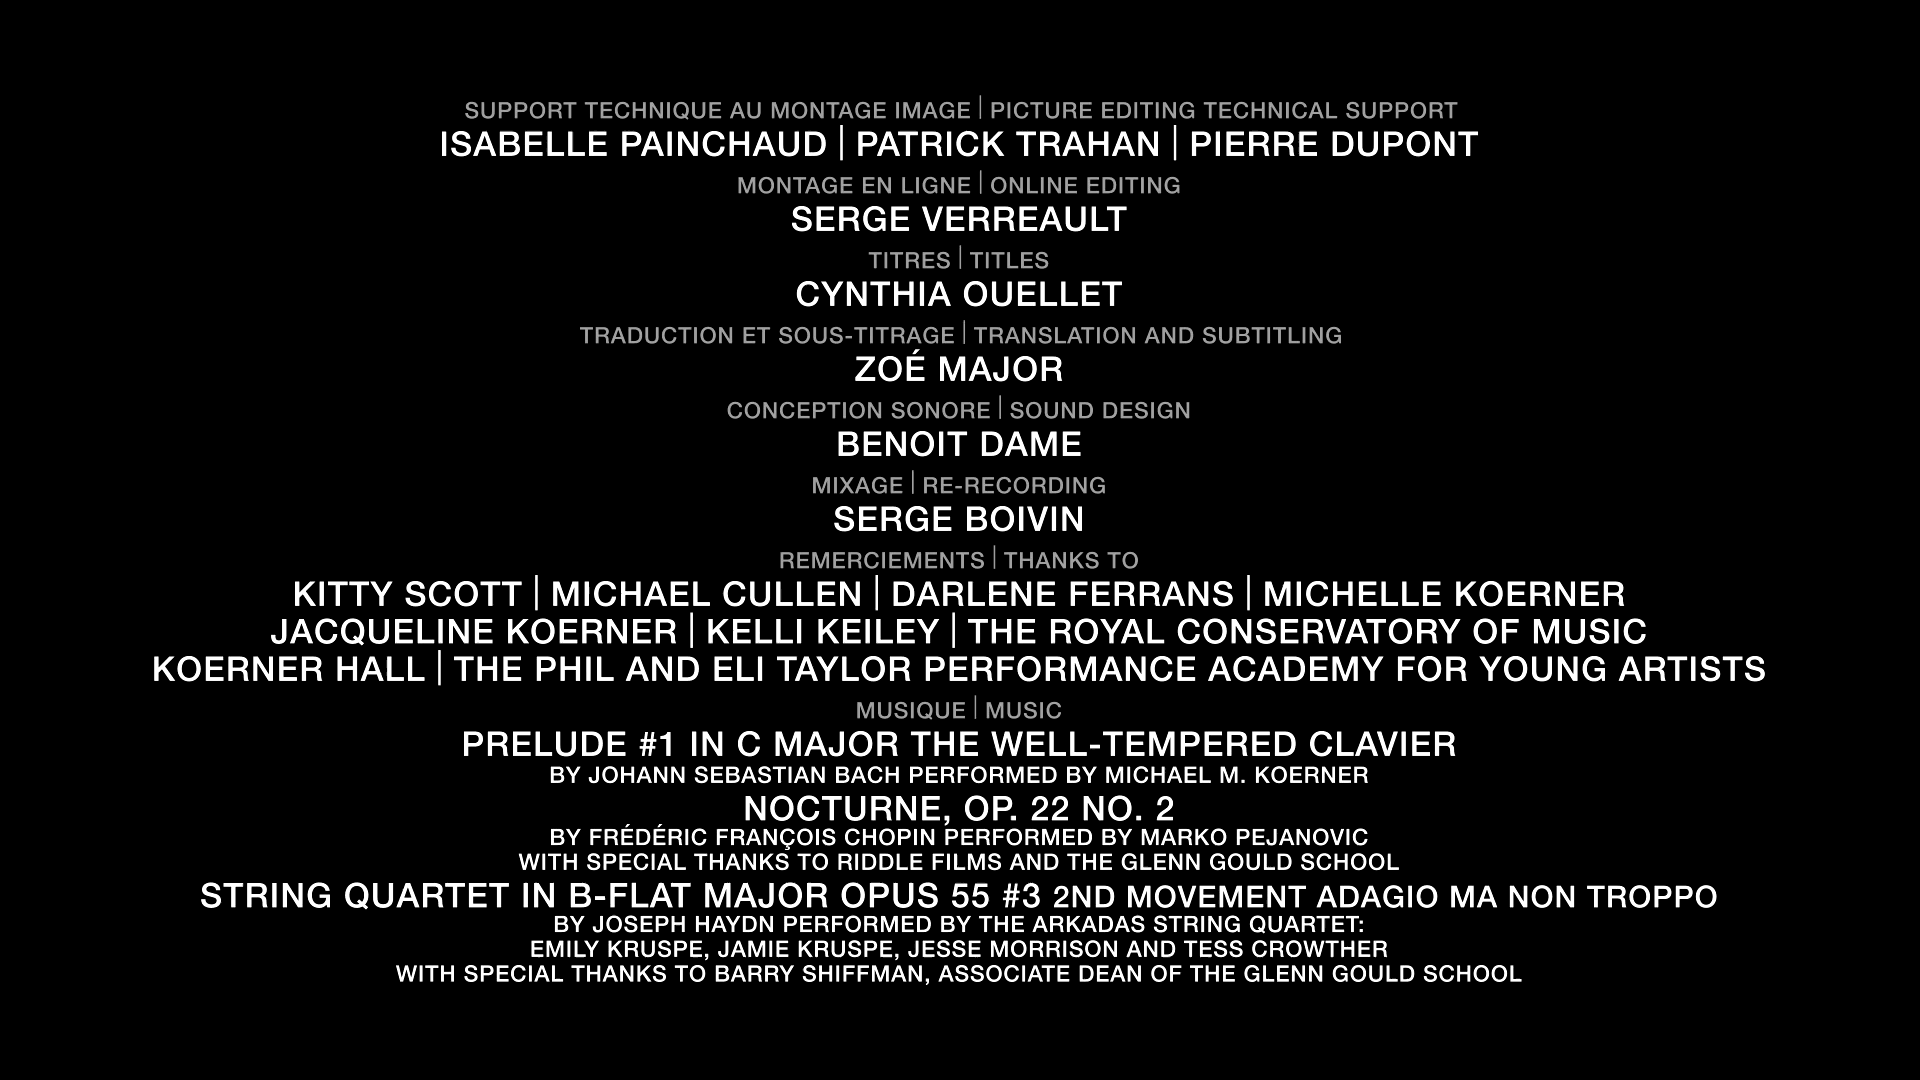 SUPPORT TECHNIQUE AU MONTAGE IMAGE | PICTURE EDITING TECHNICAL SUPPORT
ISABELLE PAINCHAUD | PATRICK TRAHAN | PIERRE DUPONT
MONTAGE EN LIGNE | ONLINE EDITING
SERGE VERREAULT
TITRES | TITLES
CYNTHIA OUELLET
TRADUCTION ET SOUS-TITRAGE | TRANSLATION AND SUBTITLING
ZOÉ MAJOR
CONCEPTION SONORE | SOUND DESIGN
BENOIT DAME
MIXAGE | RE-RECORDING
SERGE BOIVIN
REMERCIEMENTS | THANKS TO
KITTY SCOTT | MICHAEL CULLEN | DARLENE FERRANS | MICHELLE KOERNER
JACQUELINE KOERNER | KELLI KEILEY | THE ROYAL CONSERVATORY OF MUSIC
KOERNER HALL | THE PHIL AND ELI TAYLOR PERFORMANCE ACADEMY FOR YOUNG ARTISTS
MUSIQUE | MUSIC
PRELUDE #1 IN C MAJOR THE WELL-TEMPERED CLAVIER
BY JOHANN SEBASTIAN BACH PERFORMED BY MICHAEL M. KOERNER
NOCTURNE, OP. 22 NO. 2
BY FRÉDÉRIC FRANÇOIS CHOPIN PERFORMED BY MARKO PEJANOVIC
WITH SPECIAL THANKS TO RIDDLE FILMS AND THE GLENN GOULD SCHOOL
STRING QUARTET IN B-FLAT MAJOR OPUS 55 #3 2ND MOVEMENT ADAGIO MA NON TROPPO
BY JOSEPH HAYDN PERFORMED BY THE ARKADAS STRING QUARTET:
EMILY KRUSPE, JAMIE KRUSPE, JESSE MORRISON AND TESS CROWTHER
WITH SPECIAL THANKS TO BARRY SHIFFMAN, ASSOCIATE DEAN OF THE GLENN GOULD SCHOOL